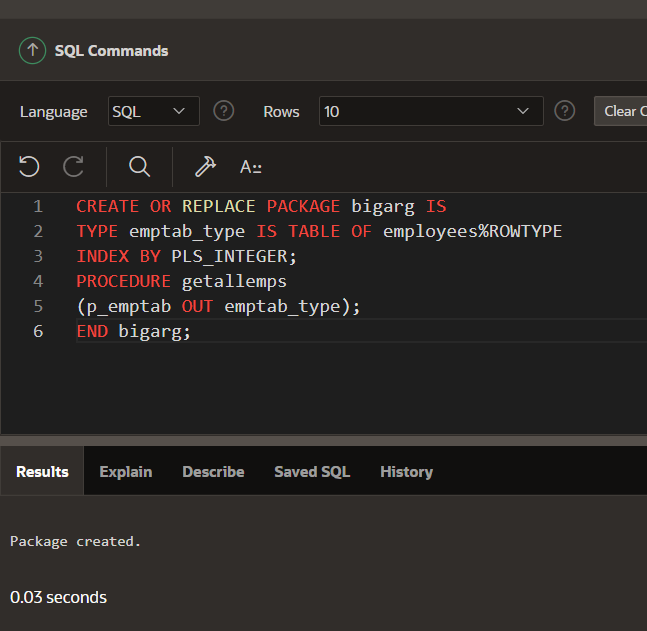 SQL Commands
Language SQL ? Rows 10 ? Clear C
A::
1 CREATE OR REPLACE PACKAGE bigarg IS
2 TYPE emptab_type IS TABLE OF employees%ROWTYPE
3 INDEX BY PLS_INTEGER;
4 PROCEDURE getallemps
5 (p_emptab OUT emptab_type);
6 END bigarg;
Results Explain Describe Saved SQL History
Package created.
0.03 seconds